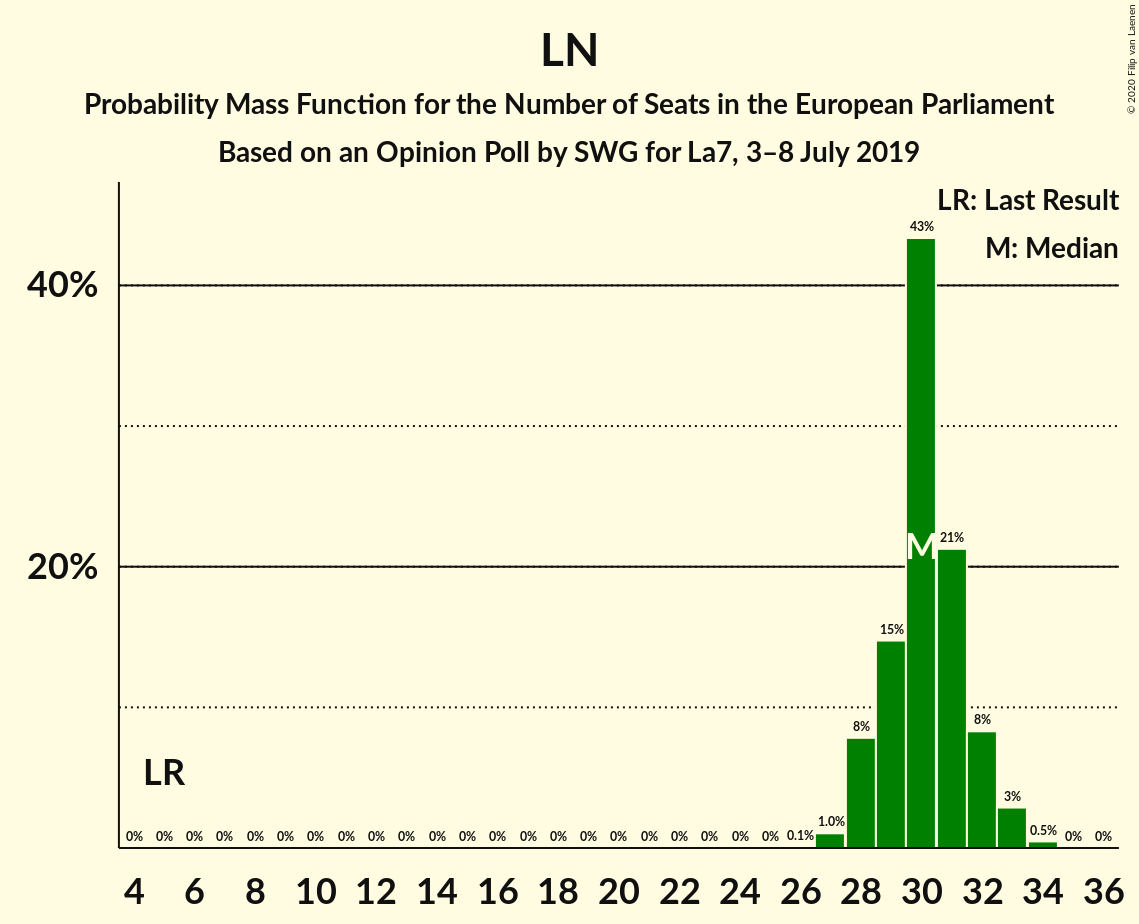 LN
Probability Mass Function for the Number of Seats in the European Parliament
Based on an Opinion Poll by SWG for La7, 3–8 July 2019
© 2020 Filip van Laenen
LR: Last Result
M: Median
43%
40%
M
21%
20%
15%
8%
8%
LR
3%
0% 0% 0% 0% 0% 0% 0% 0% 0% 0% 0% 0% 0% 0% 0% 0% 0% 0% 0% 0% 0% 0% 0.1% 1.0% 0.5% 0% 0%
4 6 8 10 12 14 16 18 20 22 24 26 28 30 32 34 36